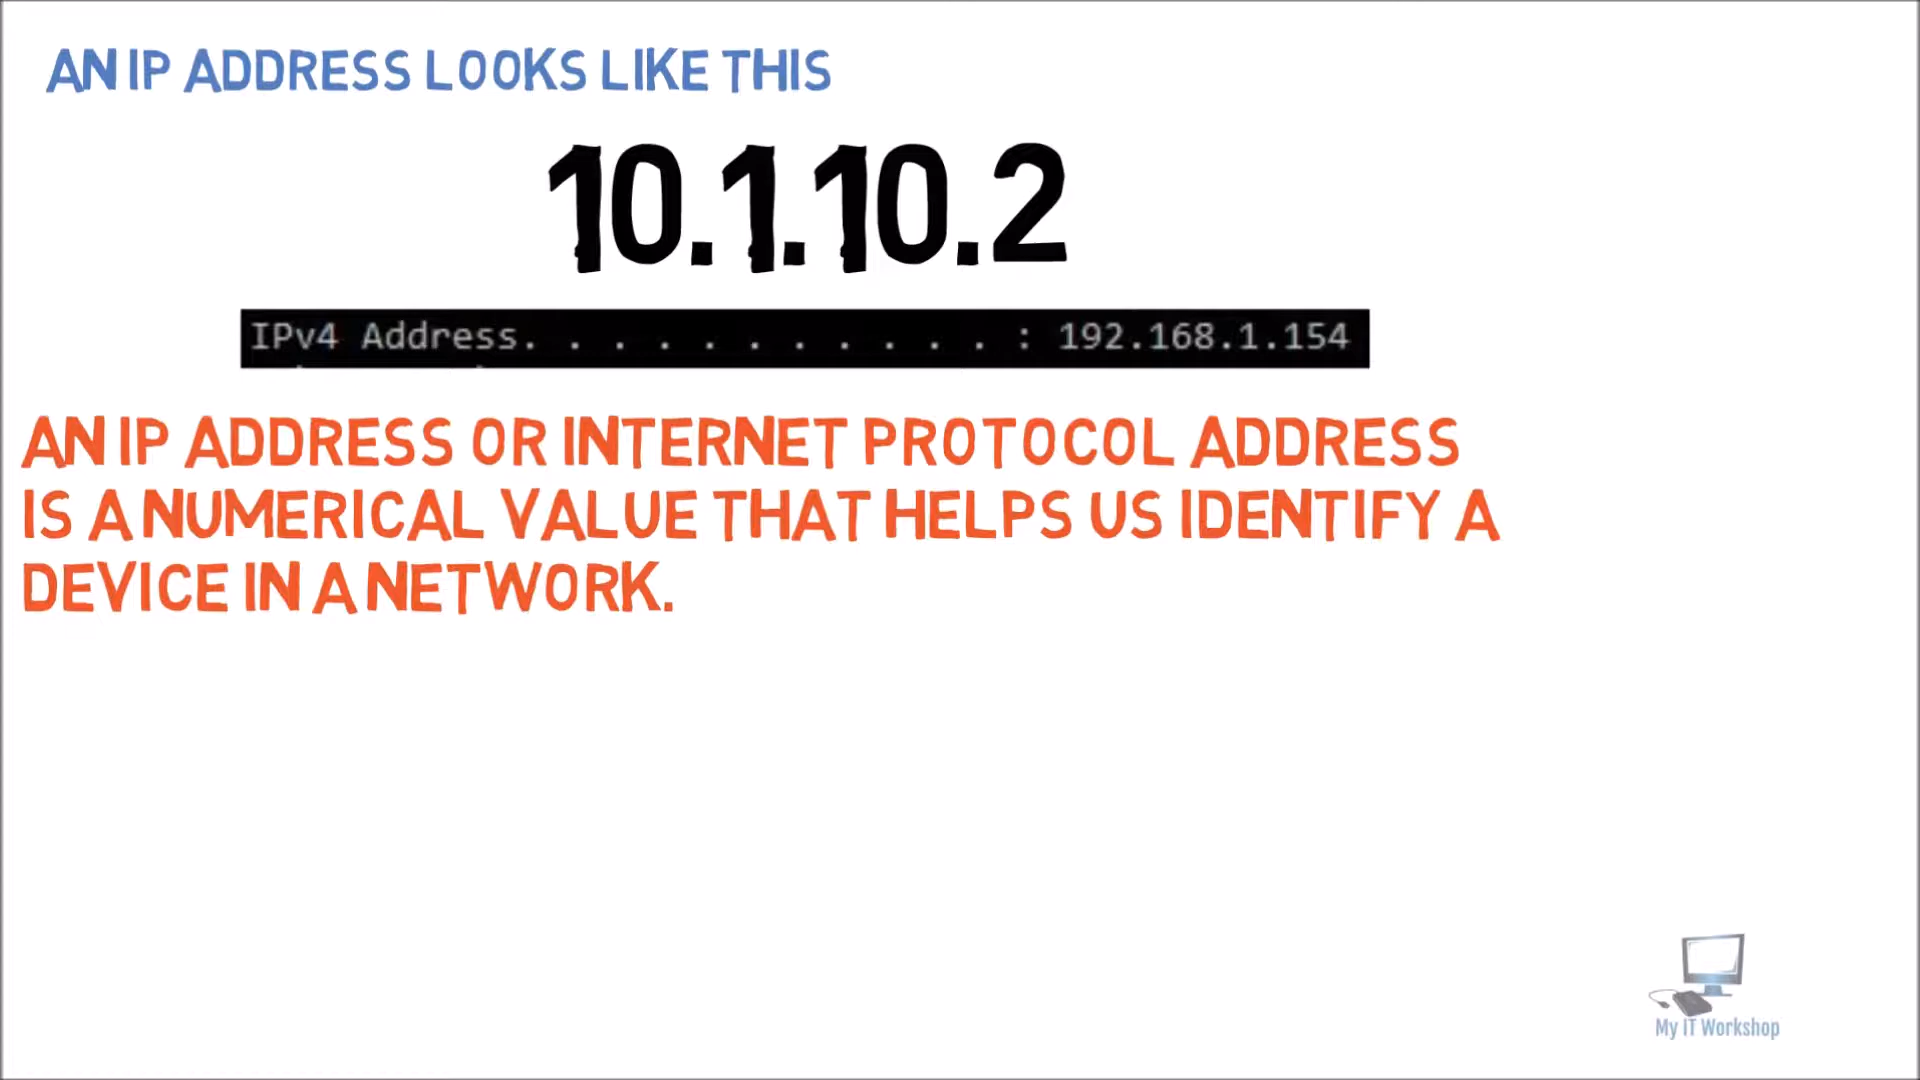 AN IP ADDRESS LOOKS LIKE THIS
10.1.10.2
IPv4 Address. . . . . . . . . . . : 192.168.1.154
AN IP ADDRESS OR INTERNET PROTOCOL ADDRESS
IS A NUMERICAL VALUE THAT HELPS US IDENTIFY A
DEVICE IN A NETWORK.
My IT Workshop